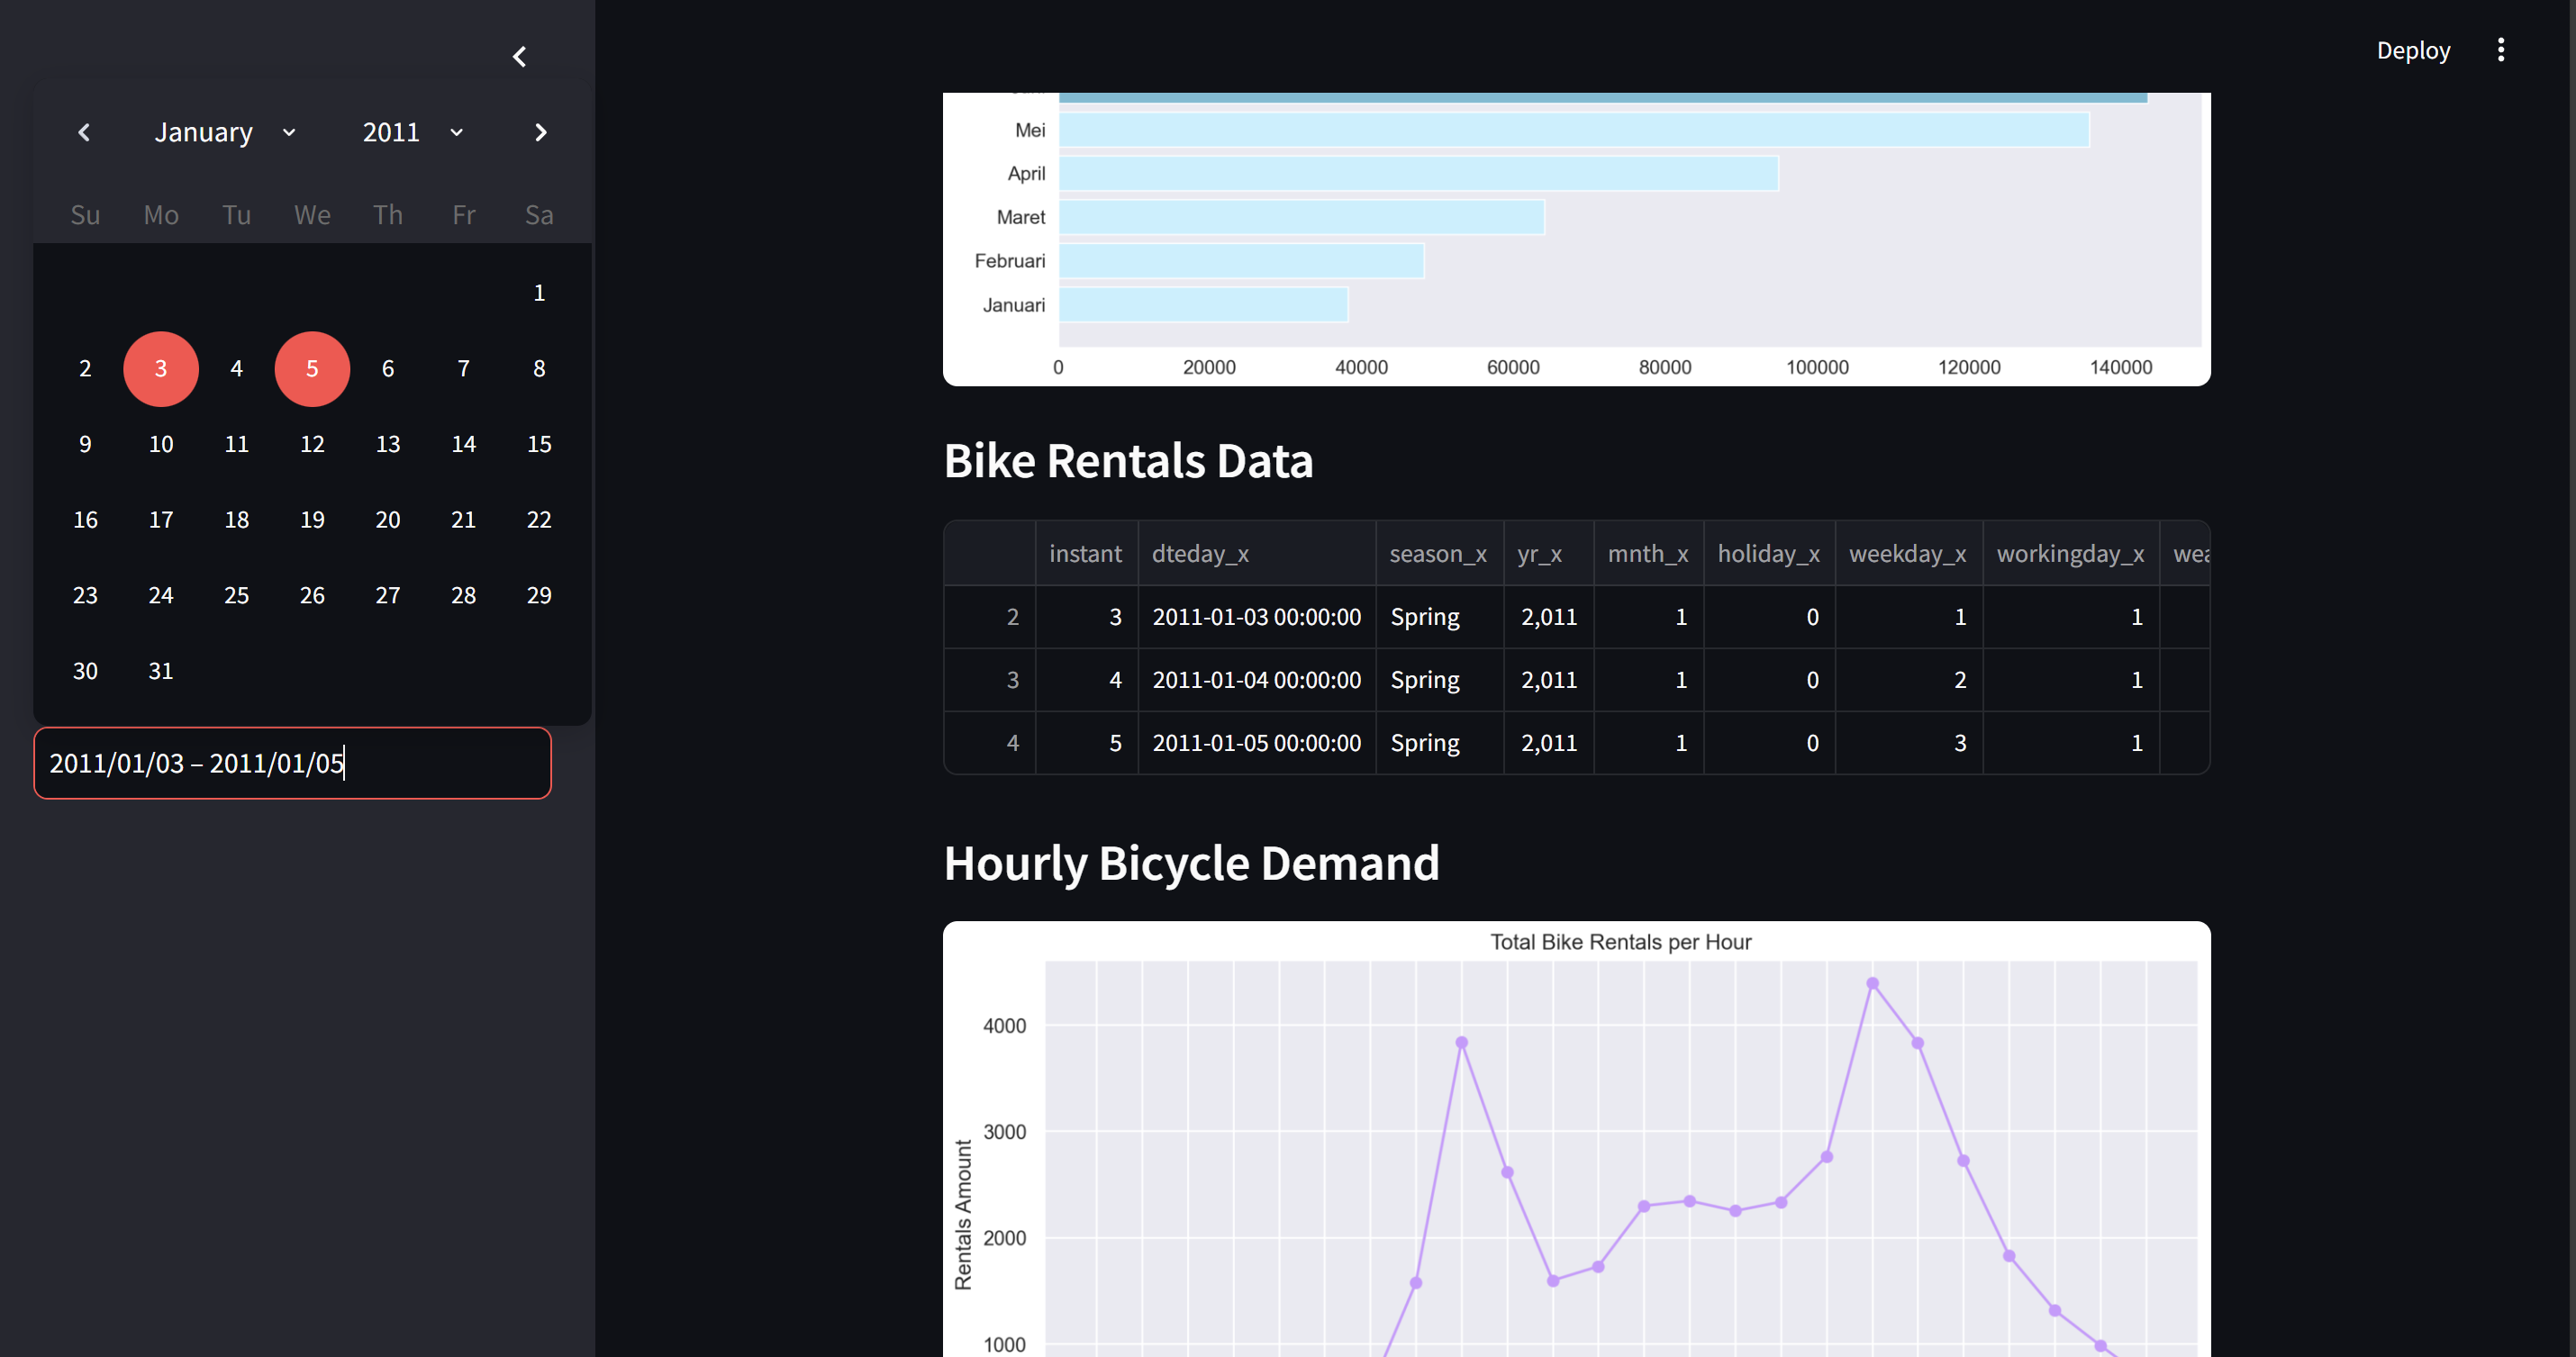 Deploy
January 2011
Su Mo Tu We Th Fr Sa
1
2 3 4 5 6 7 8
9 10 11 12 13 14 15
16 17 18 19 20 21 22
23 24 25 26 27 28 29
30 31
2011/01/03 – 2011/01/05
Mei
April
Maret
Februari
Januari
0 20000 40000 60000 80000 100000 120000 140000
Bike Rentals Data
instant dteday_x season_x yr_x mnth_x holiday_x weekday_x workingday_x
2 3 2011-01-03 00:00:00 Spring 2,011 1 0 1 1
3 4 2011-01-04 00:00:00 Spring 2,011 1 0 2 1
4 5 2011-01-05 00:00:00 Spring 2,011 1 0 3 1
Hourly Bicycle Demand
Total Bike Rentals per Hour
Rentals Amount
4000
3000
2000
1000